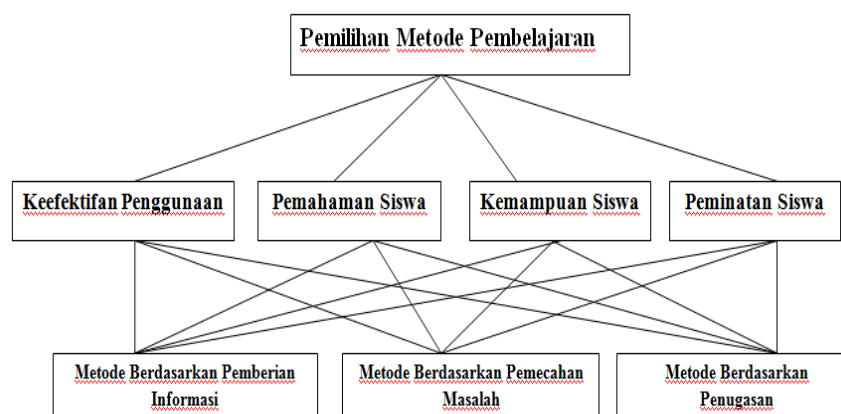 Pemilihan Metode Pembelajaran
Keefektifan Penggunaan
Pemahaman Siswa
Kemampuan Siswa
Peminatan Siswa
Metode Berdasarkan Pemberian
Informasi
Metode Berdasarkan Pemecahan
Masalah
Metode Berdasarkan
Penugasan